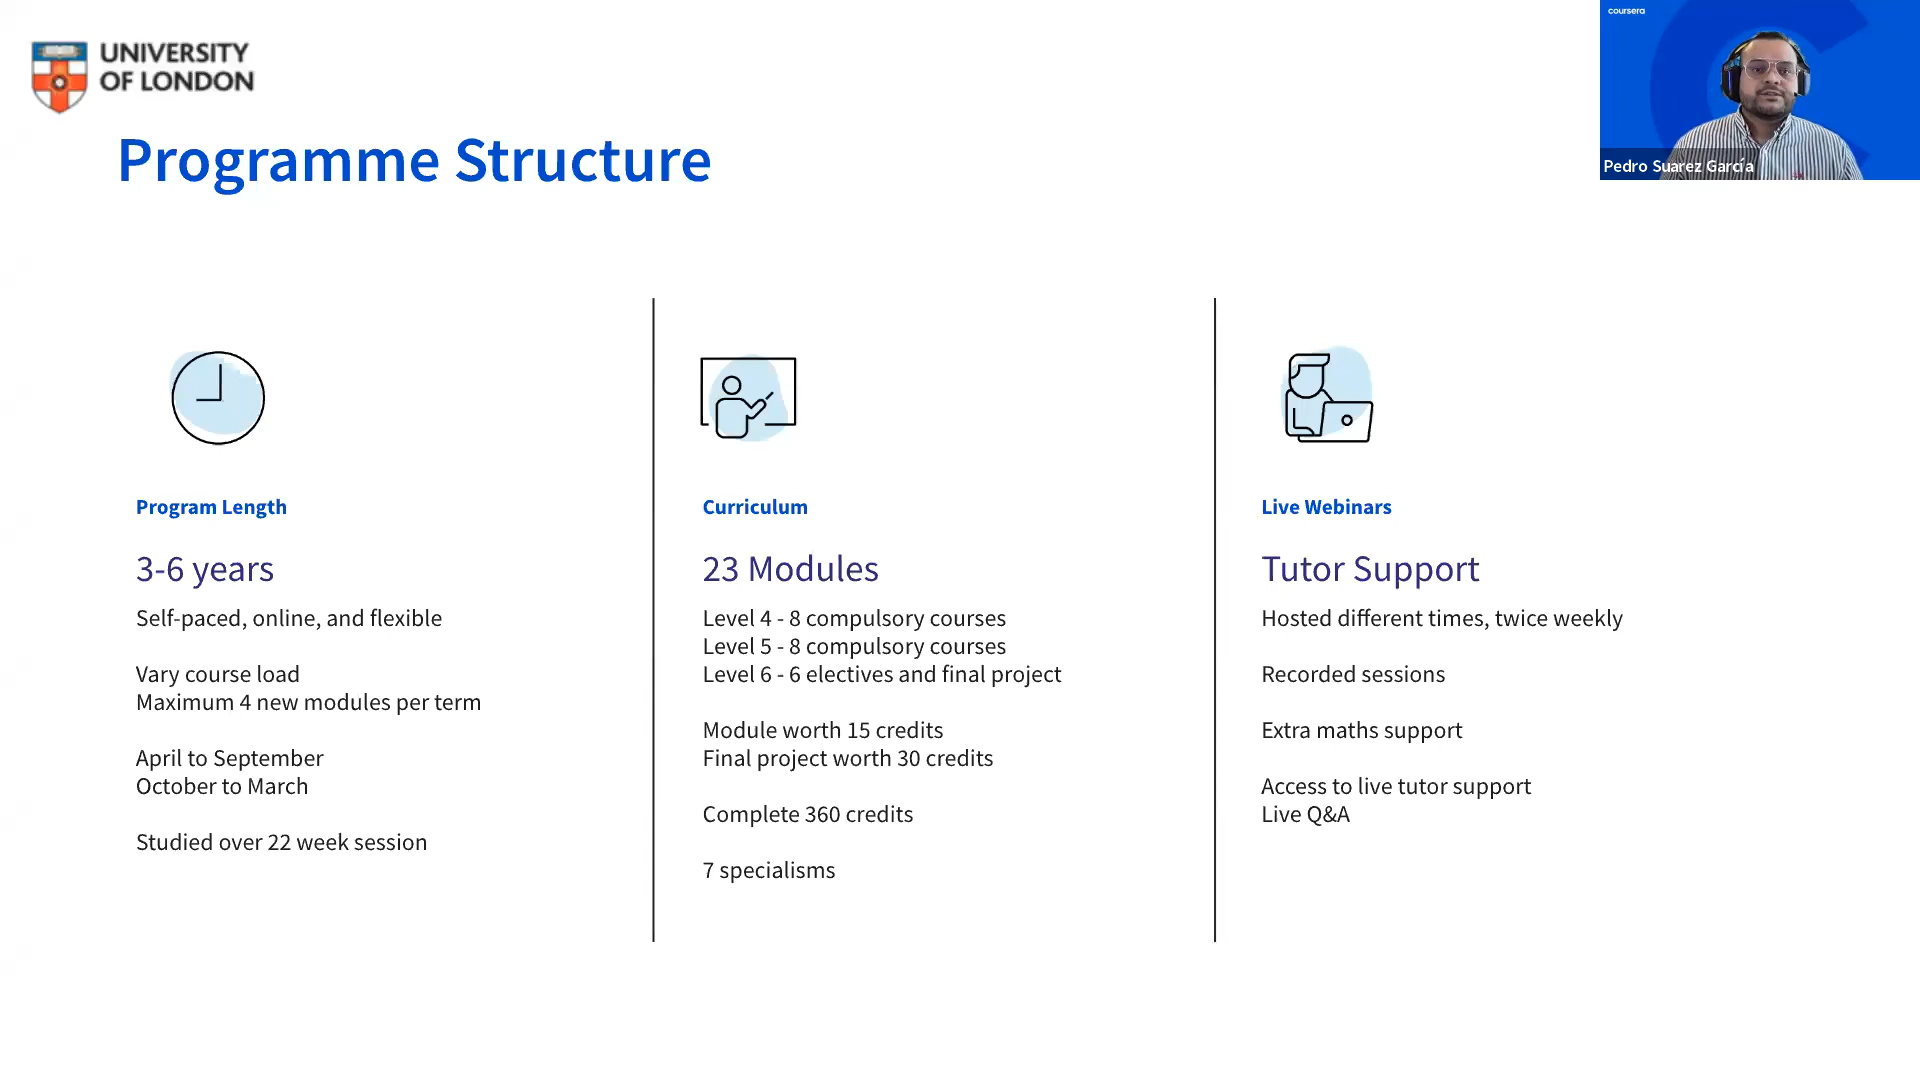 UNIVERSITY
OF LONDON
coursera
Pedro Suarez García
Programme Structure
Program Length
3-6 years
Self-paced, online, and flexible
Vary course load
Maximum 4 new modules per term
April to September
October to March
Studied over 22 week session
Curriculum
23 Modules
Level 4 - 8 compulsory courses
Level 5 - 8 compulsory courses
Level 6 - 6 electives and final project
Module worth 15 credits
Final project worth 30 credits
Complete 360 credits
7 specialisms
Live Webinars
Tutor Support
Hosted different times, twice weekly
Recorded sessions
Extra maths support
Access to live tutor support
Live Q&A